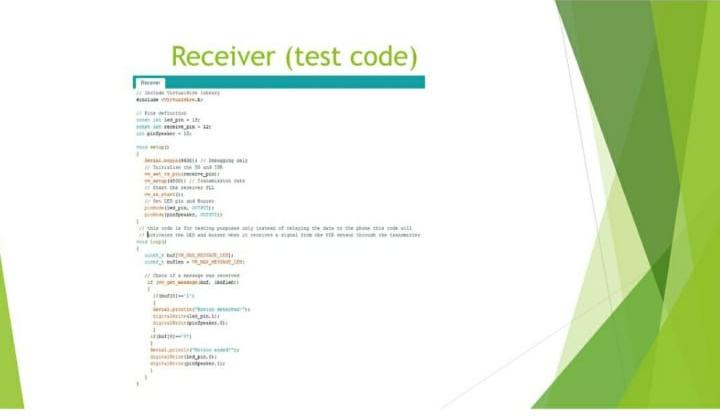 Receiver (test code)
Receiver
// Include VirtualWire library
#include <VirtualWire.h>
// Pins definition
const int led_pin = 13;
const int receive_pin = 12;
int pinSpeaker = 10;
void setup()
{
Serial.begin(9600); // Debugging only
// Initialise the IO and ISR
vw_set_rx_pin(receive_pin);
vw_setup(4000); // Transmission rate
// Start the receiver PLL
vw_rx_start();
// Set LED pin and Buzzer
pinMode(led_pin, OUTPUT);
pinMode(pinSpeaker, OUTPUT);
}
// this code is for testing purposes only instead of relaying the data to the phone this code will
// activates the LED and buzzer when it receives a signal from the PIR sensor through the transmitter
void loop()
{
uint8_t buf[VW_MAX_MESSAGE_LEN];
uint8_t buflen = VW_MAX_MESSAGE_LEN;
// Check if a message was received
if (vw_get_message(buf, &buflen))
{
if(buf[0]=='1')
{
Serial.println("Motion detected!");
digitalWrite(led_pin,1);
digitalWrite(pinSpeaker,0);
}
if(buf[0]=='0')
{
Serial.println("Motion ended!");
digitalWrite(led_pin,0);
digitalWrite(pinSpeaker,1);
}
}
}